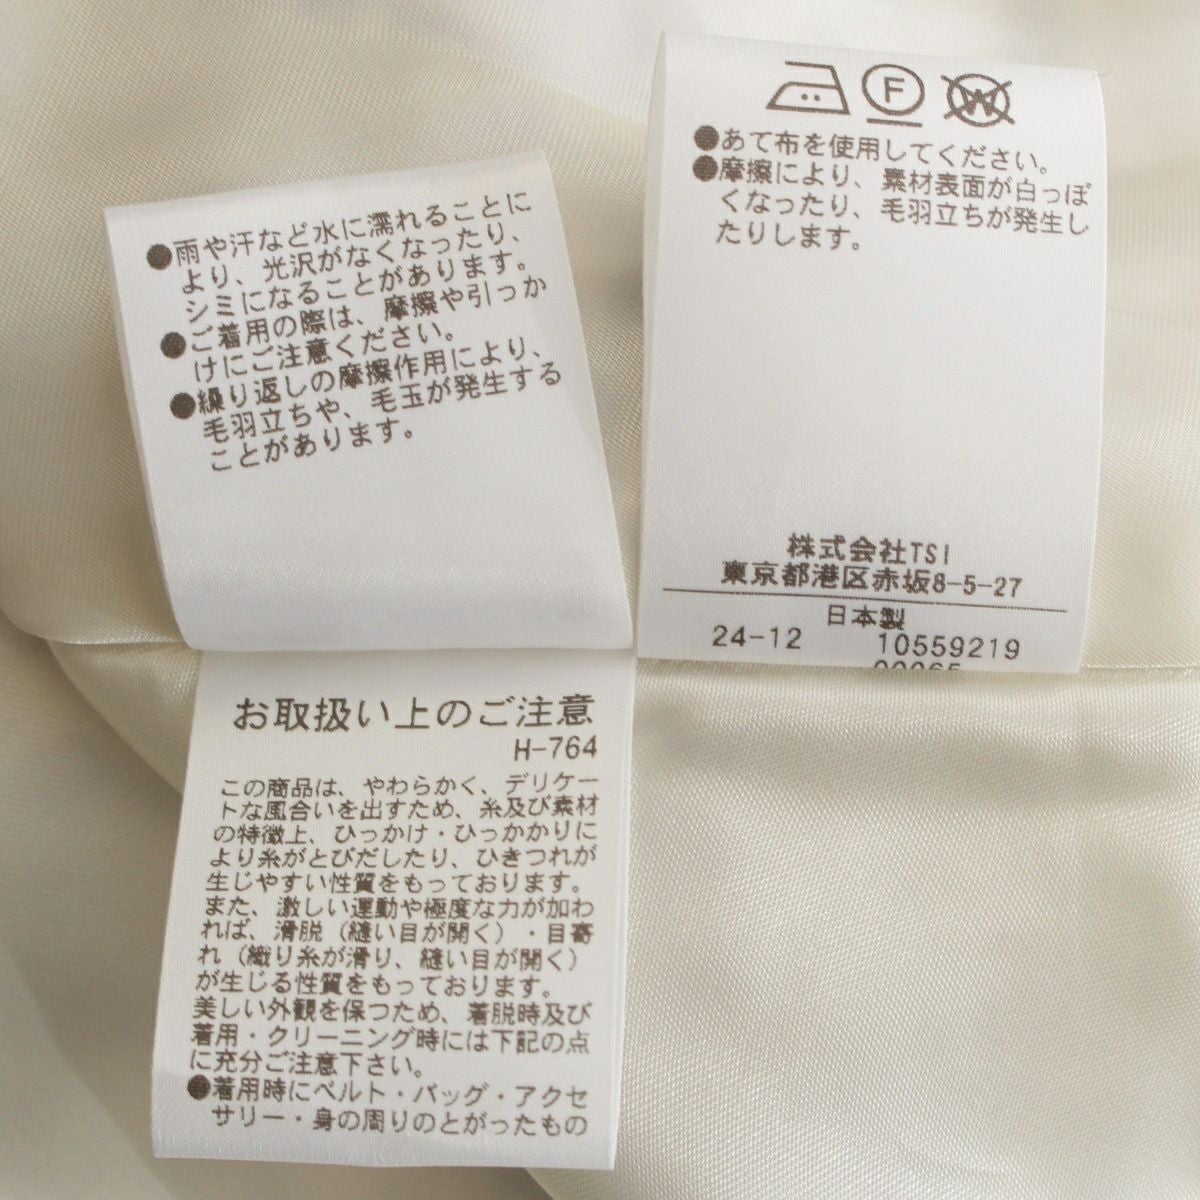 雨や汗など水に濡れることに
より、光沢がなくなったり、
シミになることがあります。
ご着用の際は、摩擦や引っか
けにご注意ください。
繰り返しの摩擦作用により、
毛羽立ちや、毛玉が発生する
ことがあります。
F
W
あて布を使用してください。
摩擦により、素材表面が白っぽ
くなったり、毛羽立ちが発生し
たりします。
株式会社TSI
東京都港区赤坂8-5-27
日本製
24-12 10559219
お取扱い上のご注意
H-764
この商品は、やわらかく、デリケー
トな風合いを出すため、糸及び素材
の特徴上、ひっかけ・ひっかかりに
より糸がとびだしたり、ひきつれが
生じやすい性質をもっております。
また、激しい運動や極度な力が加わ
れば、滑脱(縫い目が開く)・目寄
れ(織り糸が滑り、縫い目が開く)
が生じる性質をもっております。
美しい外観を保つため、着脱時及び
着用・クリーニング時には下記の点
に充分ご注意下さい。
着用時にベルト・バッグ・アクセ
サリー・身の周りのとがったもの